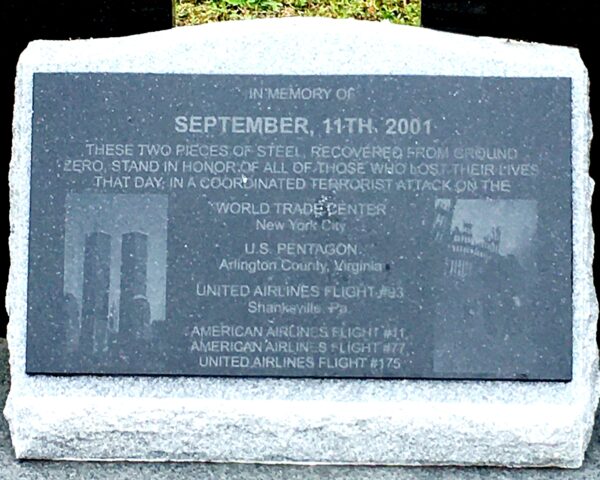 IN MEMORY OF
SEPTEMBER, 11TH, 2001
THESE TWO PIECES OF STEEL, RECOVERED FROM GROUND
ZERO, STAND IN HONOR OF ALL OF THOSE WHO LOST THEIR LIVES
THAT DAY, IN A COORDINATED TERRORIST ATTACK ON THE
WORLD TRADE CENTER
New York City
U.S. PENTAGON
Arlington County, Virginia
UNITED AIRLINES FLIGHT #93
Shanksville, Pa.
AMERICAN AIRLINES FLIGHT #11
AMERICAN AIRLINES FLIGHT #77
UNITED AIRLINES FLIGHT #175